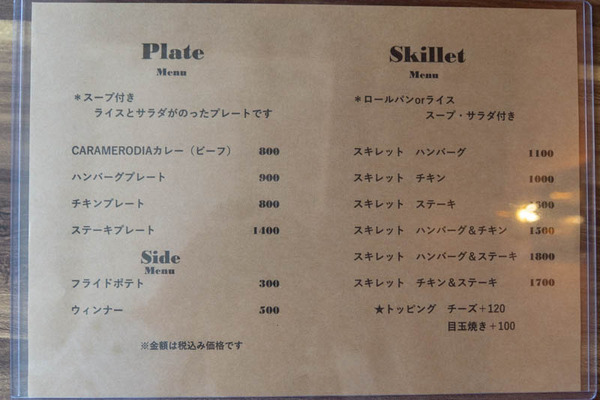 Plate
Menu
＊スープ付き
ライスとサラダがのったプレートです
CARAMERODIAカレー（ビーフ） 800
ハンバーグプレート 900
チキンプレート 800
ステーキプレート 1400
Side
Menu
フライドポテト 300
ウィンナー 500
※金額は税込み価格です
Skillet
Menu
＊ロールパンorライス
スープ・サラダ付き
スキレット ハンバーグ 1100
スキレット チキン 1000
スキレット ステーキ
スキレット ハンバーグ＆チキン 1500
スキレット ハンバーグ＆ステーキ 1800
スキレット チキン＆ステーキ 1700
★トッピング チーズ＋120
目玉焼き＋100